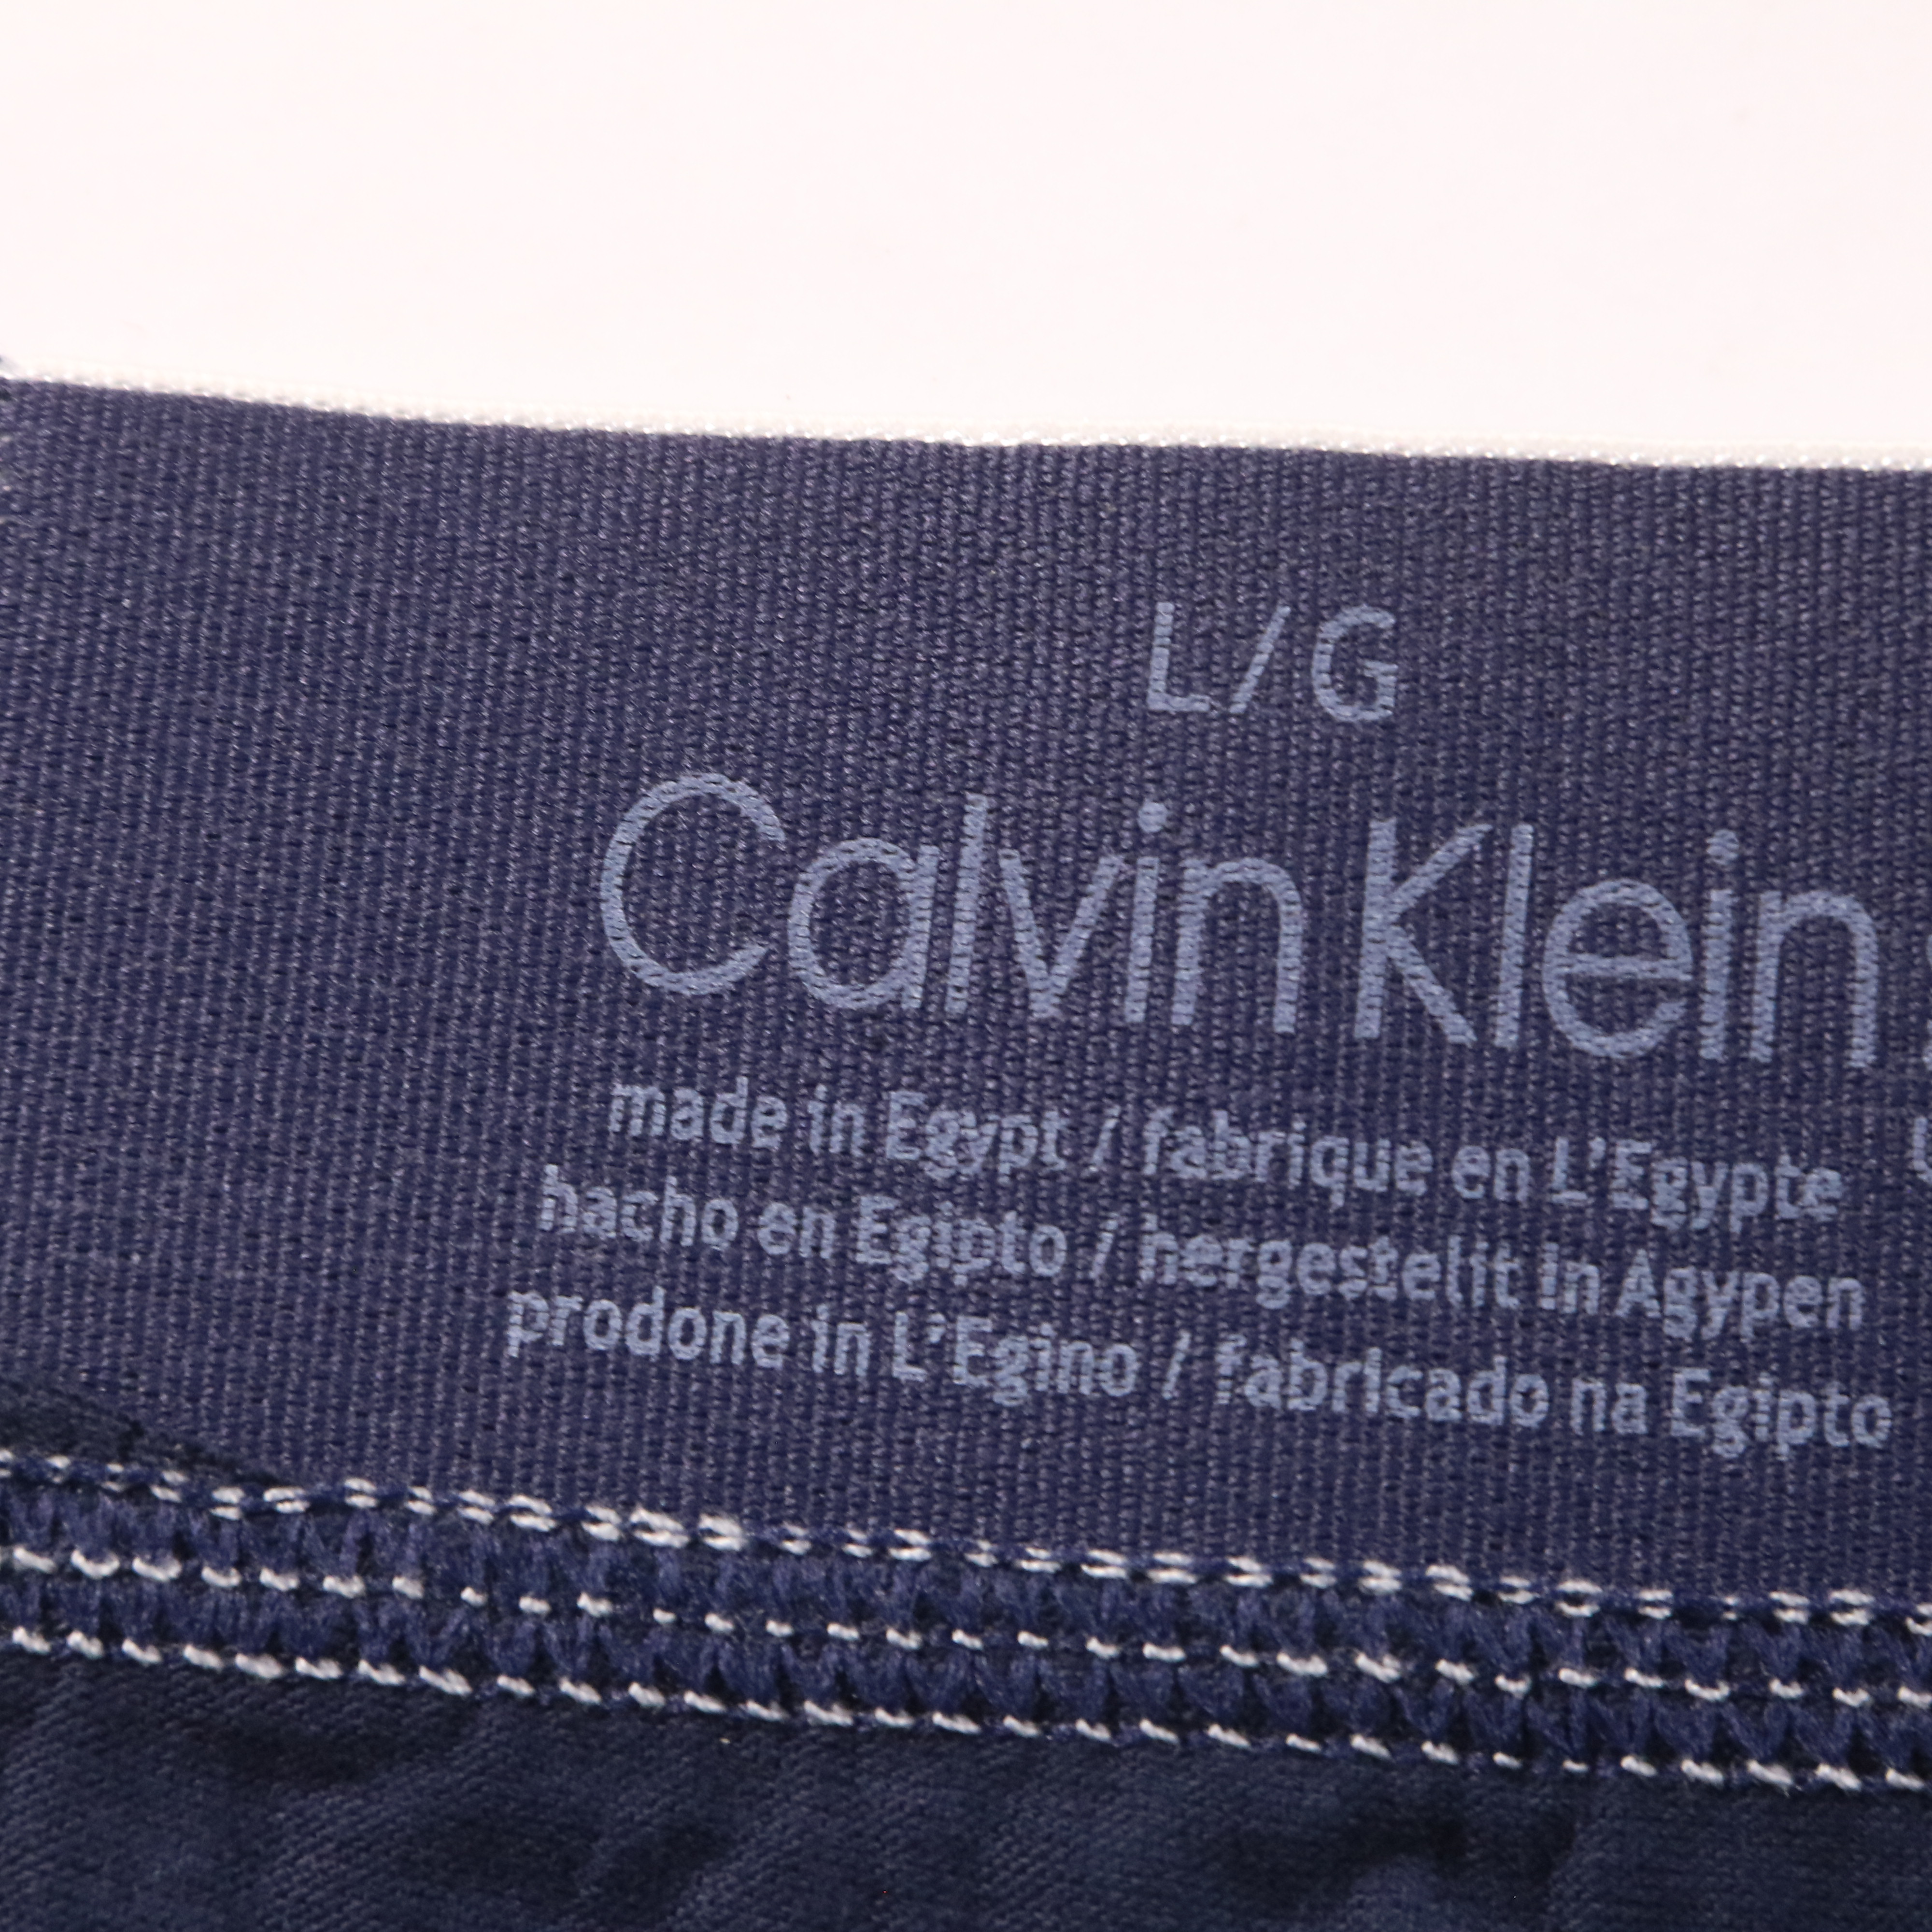 L/G
Calvin Klein
made in Egypt / fabrique en L'Egypte
hacho en Egipto / hergestelit in Agypen
prodone in L'Egino / fabricado na Egipto